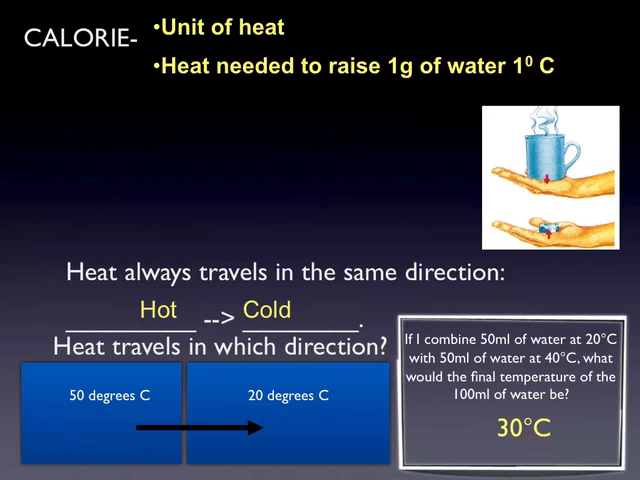 CALORIE-
•Unit of heat
•Heat needed to raise 1g of water 1⁰ C
Heat always travels in the same direction:
Hot --> Cold.
Heat travels in which direction?
50 degrees C
20 degrees C
If I combine 50ml of water at 20°C
with 50ml of water at 40°C, what
would the final temperature of the
100ml of water be?
30°C